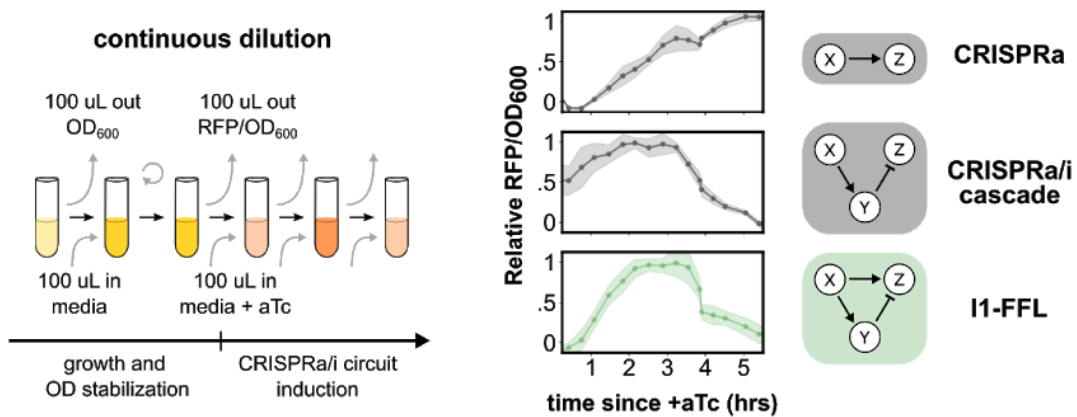 continuous dilution
100 uL out
OD600
100 uL out
RFP/OD600
100 uL in
media
100 uL in
media + aTc
growth and
OD stabilization
CRISPRa/i circuit
induction
Relative RFP/OD600
1
.5
0
1
.5
0
1
.5
0
1 2 3 4 5
time since +aTc (hrs)
X Z
CRISPRa
X Z
Y
CRISPRa/i
cascade
X Z
Y
I1-FFL